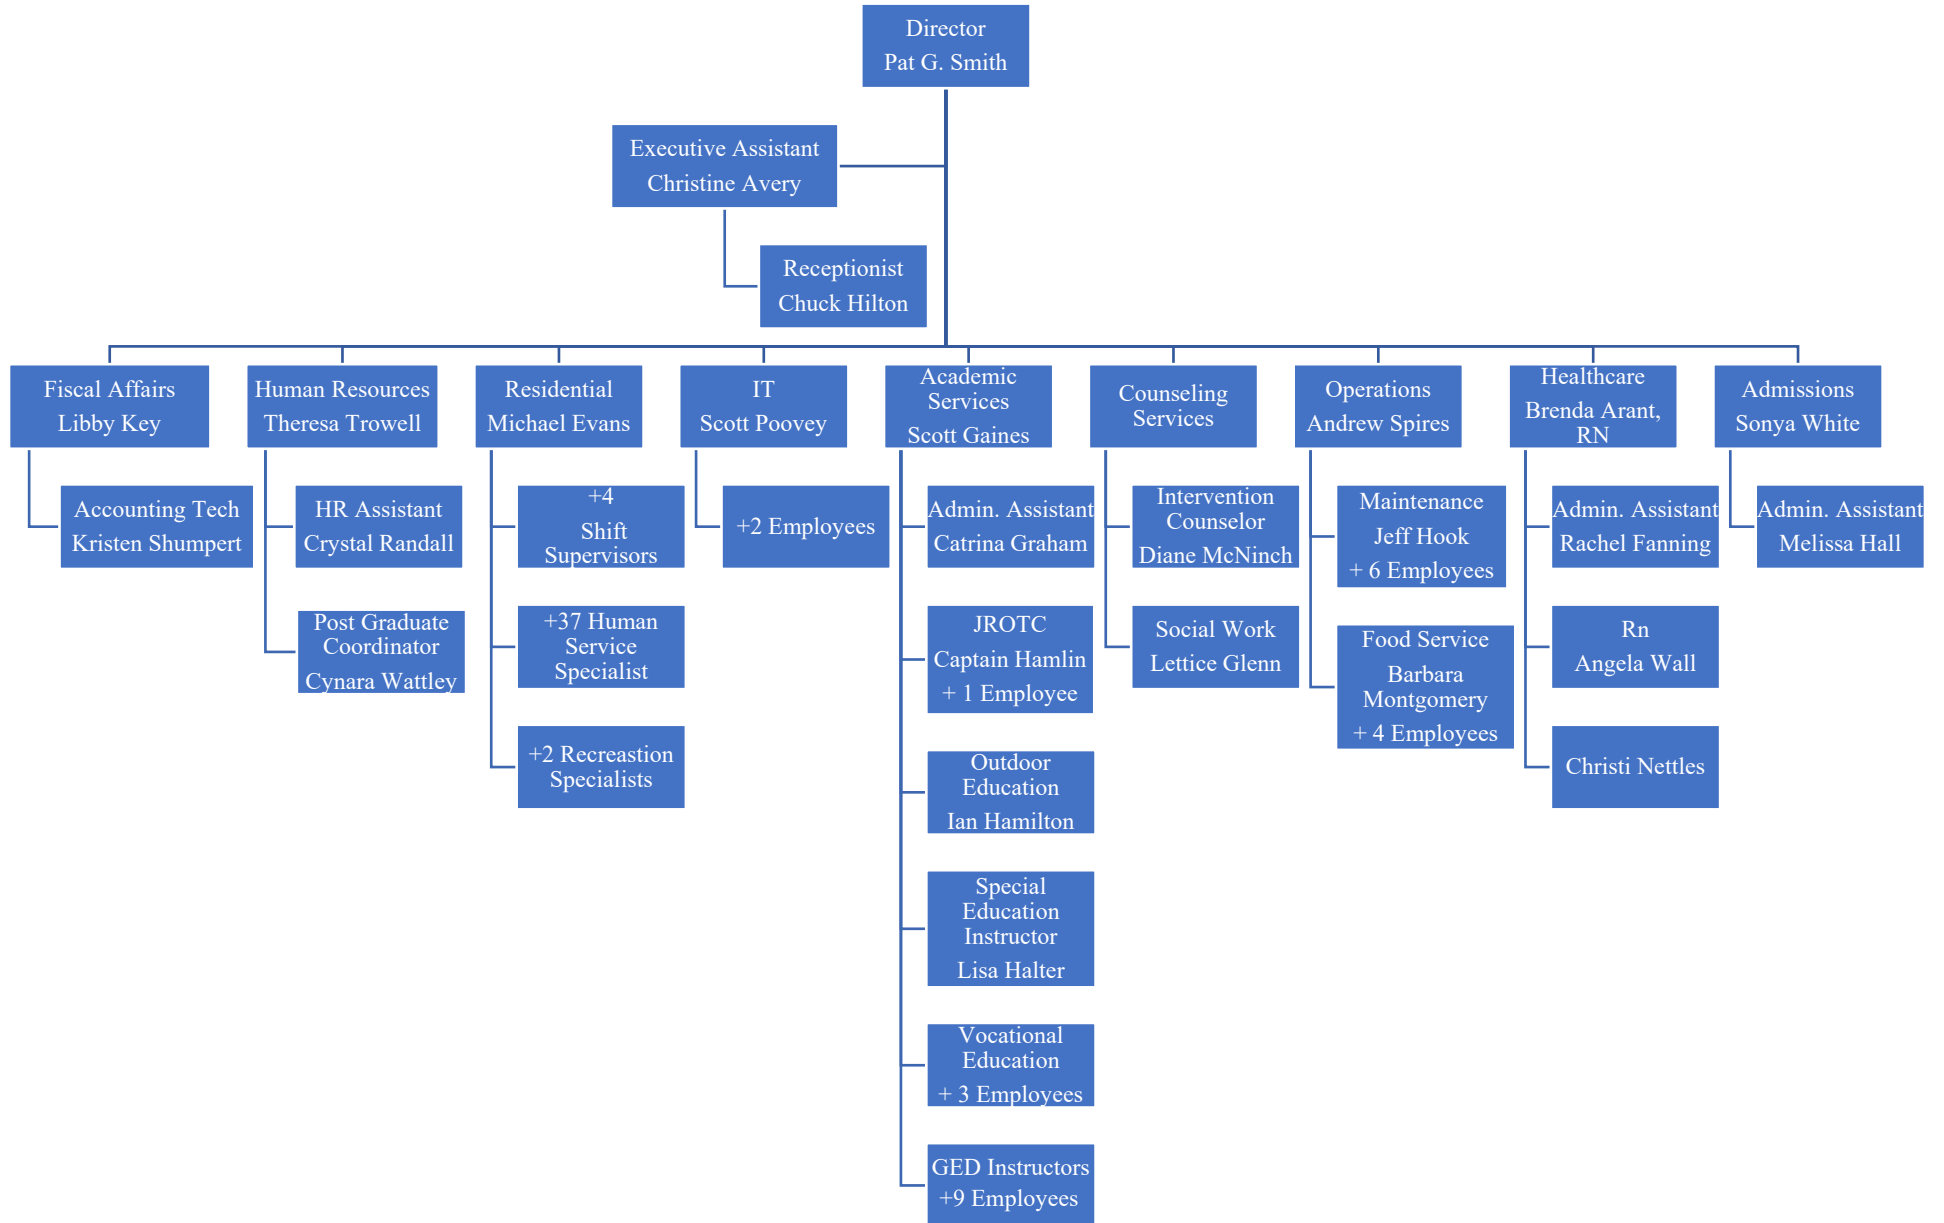 Director
Pat G. Smith
Executive Assistant
Christine Avery
Receptionist
Chuck Hilton
Fiscal Affairs
Libby Key
Accounting Tech
Kristen Shumpert
Human Resources
Theresa Trowell
HR Assistant
Crystal Randall
Post Graduate
Coordinator
Cynara Wattley
Residential
Michael Evans
+4
Shift
Supervisors
+37 Human
Service
Specialist
+2 Recreastion
Specialists
IT
Scott Poovey
+2 Employees
Academic
Services
Scott Gaines
Admin. Assistant
Catrina Graham
JROTC
Captain Hamlin
+ 1 Employee
Outdoor
Education
Ian Hamilton
Special
Education
Instructor
Lisa Halter
Vocational
Education
+ 3 Employees
GED Instructors
+9 Employees
Counseling
Services
Intervention
Counselor
Diane McNinch
Social Work
Lettice Glenn
Operations
Andrew Spires
Maintenance
Jeff Hook
+ 6 Employees
Food Service
Barbara
Montgomery
+ 4 Employees
Healthcare
Brenda Arant,
RN
Admin. Assistant
Rachel Fanning
Rn
Angela Wall
Christi Nettles
Admissions
Sonya White
Admin. Assistant
Melissa Hall